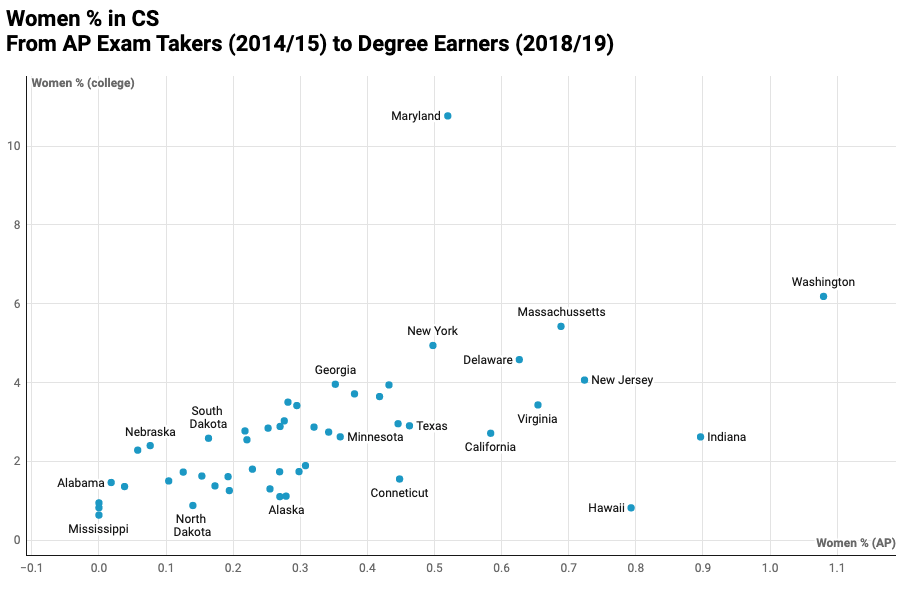 Women % in CS
From AP Exam Takers (2014/15) to Degree Earners (2018/19)
Women % (college)
Maryland
10
8
Washington
6
Massachussetts
New York
Delaware
Georgia
New Jersey
4
South
Dakota
Virginia
Nebraska
Texas
Minnesota
California
Indiana
2
Alabama
Conneticut
Alaska
Hawaii
North
Dakota
Mississippi
0
Women % (AP)
−0.1 0.0 0.1 0.2 0.3 0.4 0.5 0.6 0.7 0.8 0.9 1.0 1.1